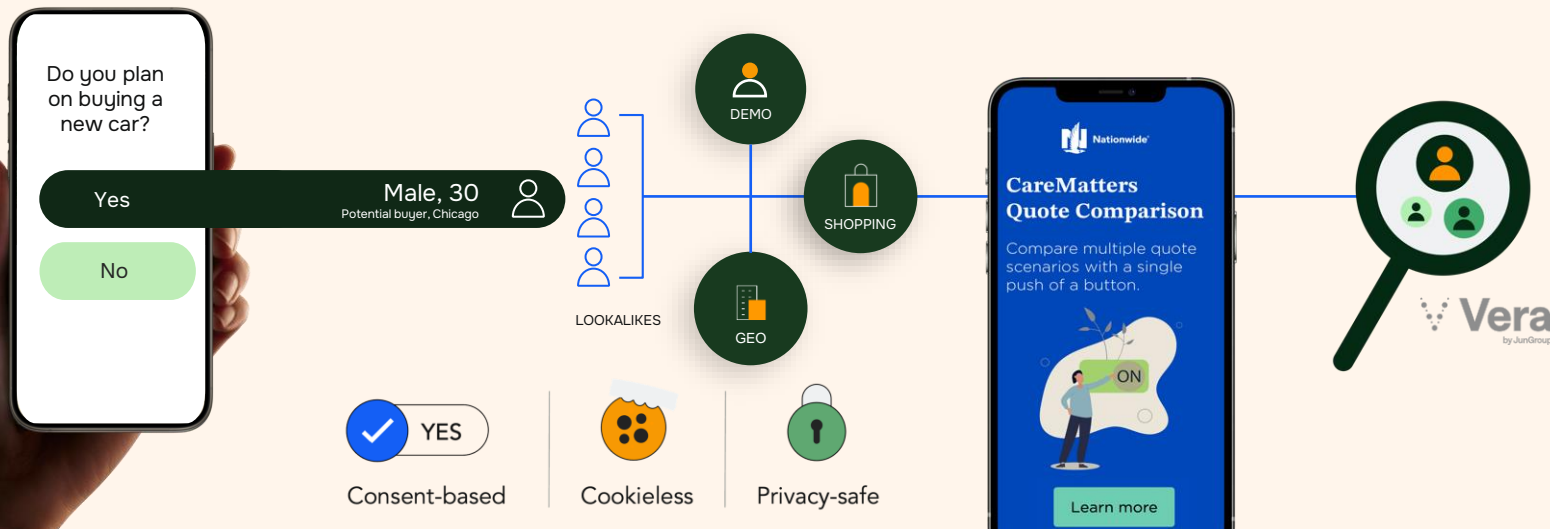 Do you plan
on buying a
new car?
Yes
Male, 30
Potential buyer, Chicago
No
LOOKALIKES
DEMO
SHOPPING
GEO
YES
Consent-based
Cookieless
Privacy-safe
Nationwide®
CareMatters
Quote Comparison
Compare multiple quote
scenarios with a single
push of a button.
ON
Learn more
Vera
by JunGroup